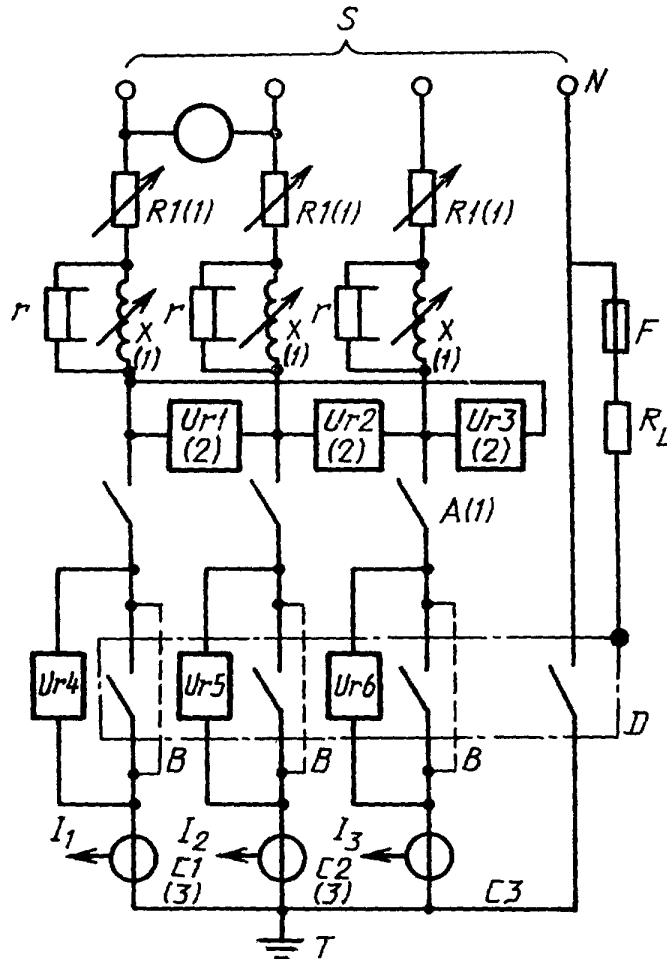 S
N
R1(1) R1(1) R1(1)
r X (1) r X (1) r X (1)
F
R_L
Ur1 (2) Ur2 (2) Ur3 (2)
A(1)
Ur4 Ur5 Ur6
B B B D
I1 I2 I3
C1 (3) C2 (3) C3
T